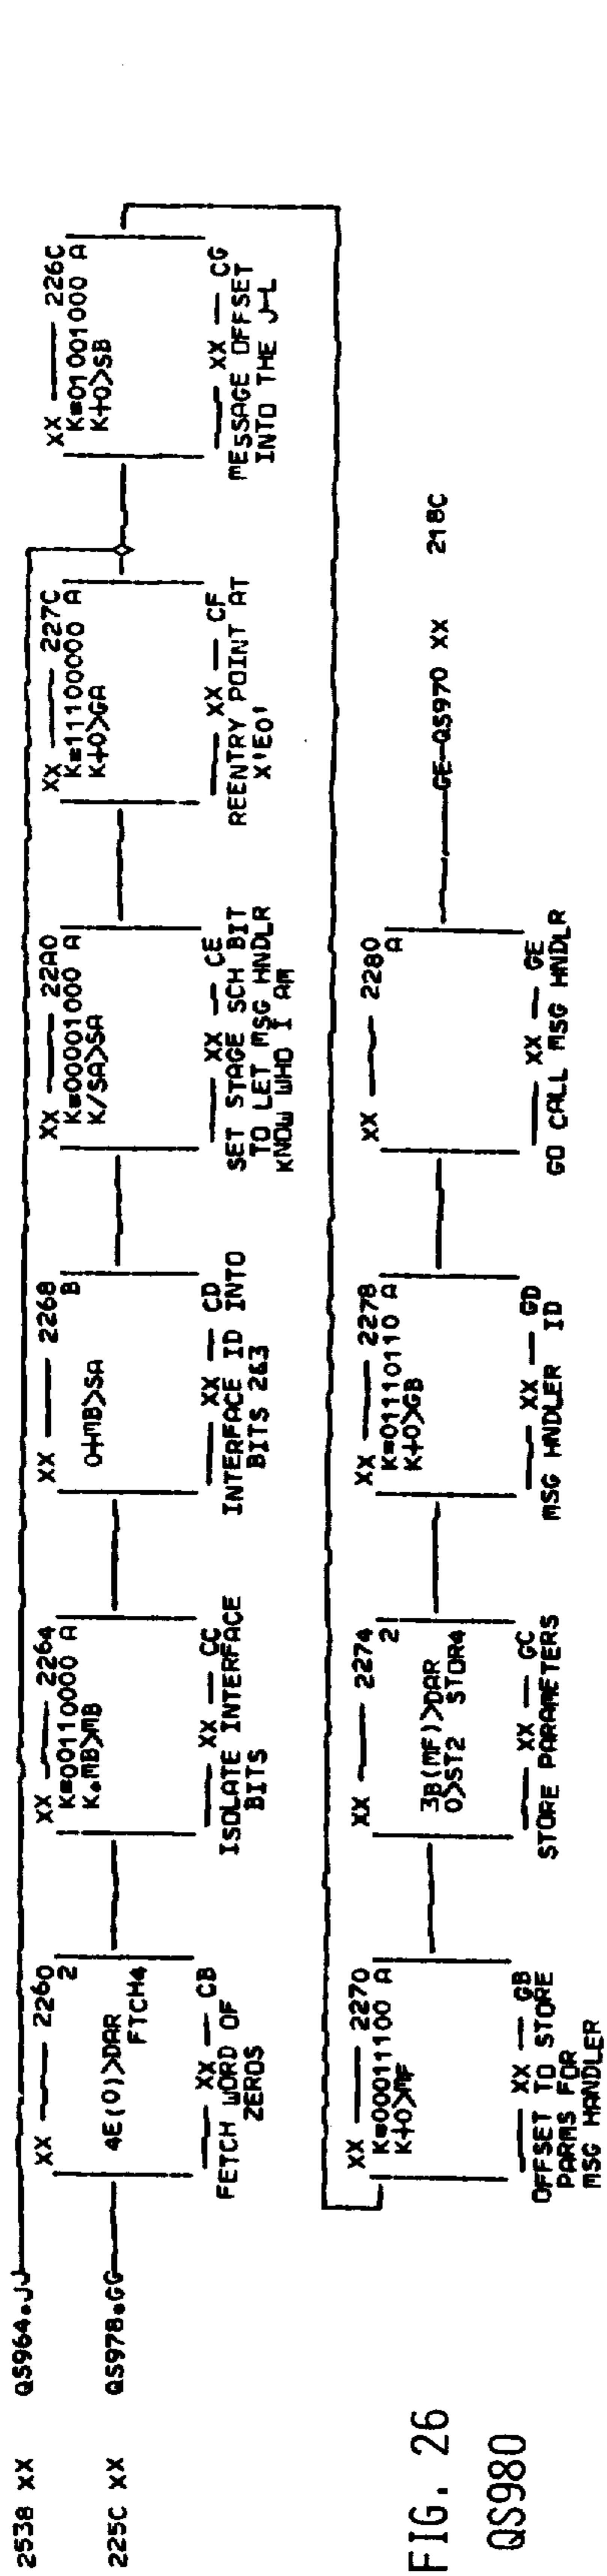 2538 XX QS964.JJ
225C XX QS978.GG
XX 2260
2
4E(0)>DAR
FTCH4
XX CB
FETCH WORD OF
ZEROS
XX 2264
K=00110000 A
K.MB>MB
XX CC
ISOLATE INTERFACE
BITS
XX 2268
B
0+MB>SA
XX CD
INTERFACE ID INTO
BITS 2&3
XX 22A0
K=00001000 A
K/SA>SA
XX CE
SET STAGE SCH BIT
TO LET MSG HNDLR
KNOW WHO I AM
XX 227C
K=11100000 A
K+0>GA
XX CF
REENTRY POINT AT
X'E0'
XX 226C
K=01001000 A
K+0>SB
XX CG
MESSAGE OFFSET
INTO THE J-L
XX 2270
K=00011100 A
K+0>MF
XX GB
OFFSET TO STORE
PARMS FOR
MSG HANDLER
XX 2274
2
3B(MF)>DAR
0>ST2 STOR4
XX GC
STORE PARAMETERS
XX 2278
K=01110110 A
K+0>GB
XX GD
MSG HNDLER ID
XX 2280
A
XX GE
GO CALL MSG HNDLR
GE-QS970 XX 218C
FIG. 26
QS980